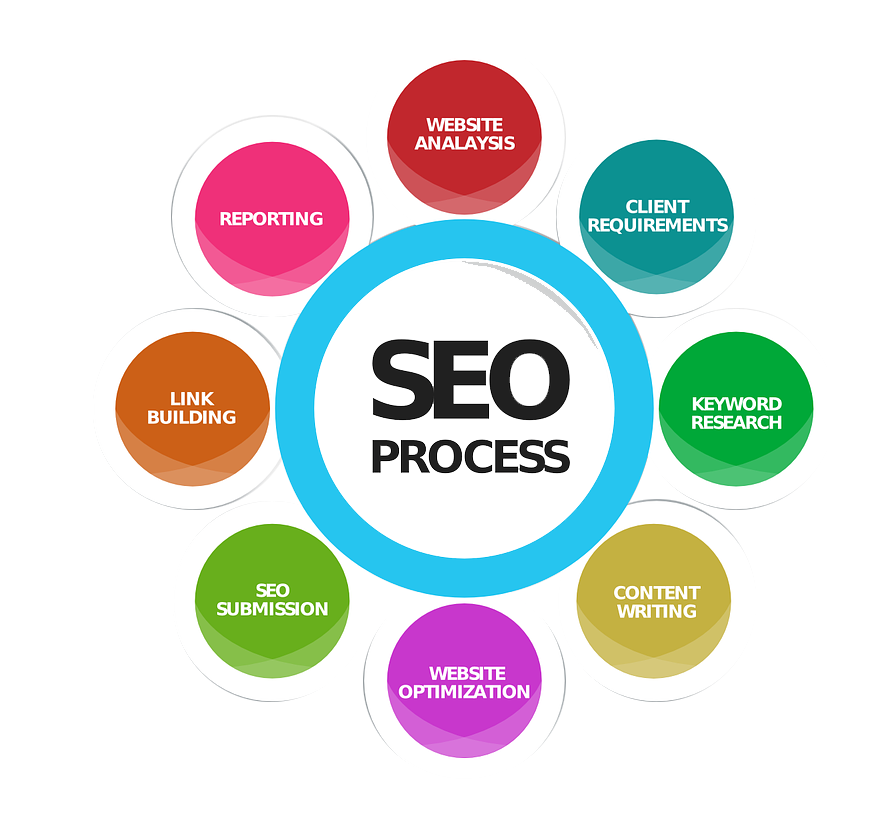 WEBSITE
ANALAYSIS
CLIENT
REQUIREMENTS
KEYWORD
RESEARCH
CONTENT
WRITING
WEBSITE
OPTIMIZATION
SEO
SUBMISSION
LINK
BUILDING
REPORTING
SEO
PROCESS